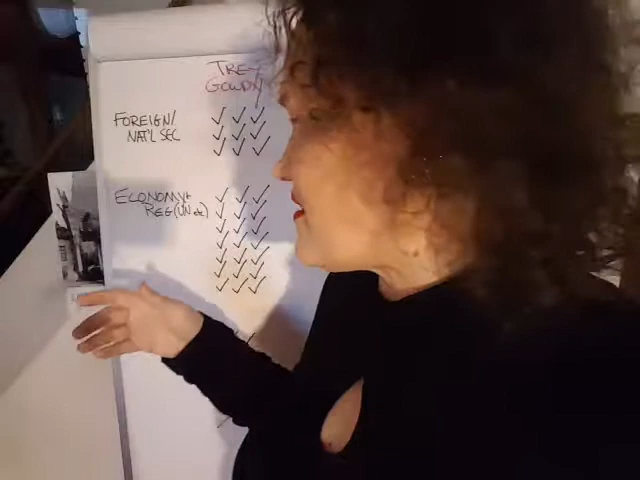 TREY
GOWDY
FOREIGN/
NAT'L SEC
ECONOMY+
REG(UN &)